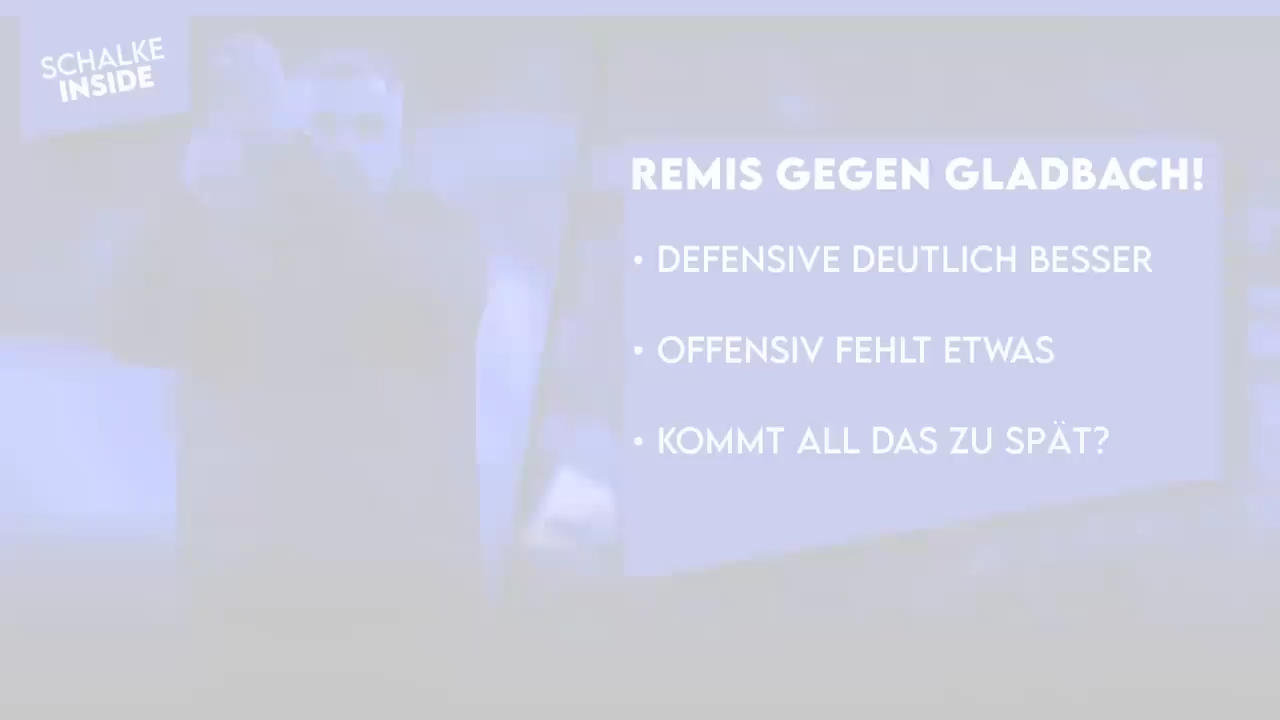 SCHALKE
INSIDE
REMIS GEGEN GLADBACH!
• DEFENSIVE DEUTLICH BESSER
• OFFENSIV FEHLT ETWAS
• KOMMT ALL DAS ZU SPÄT?